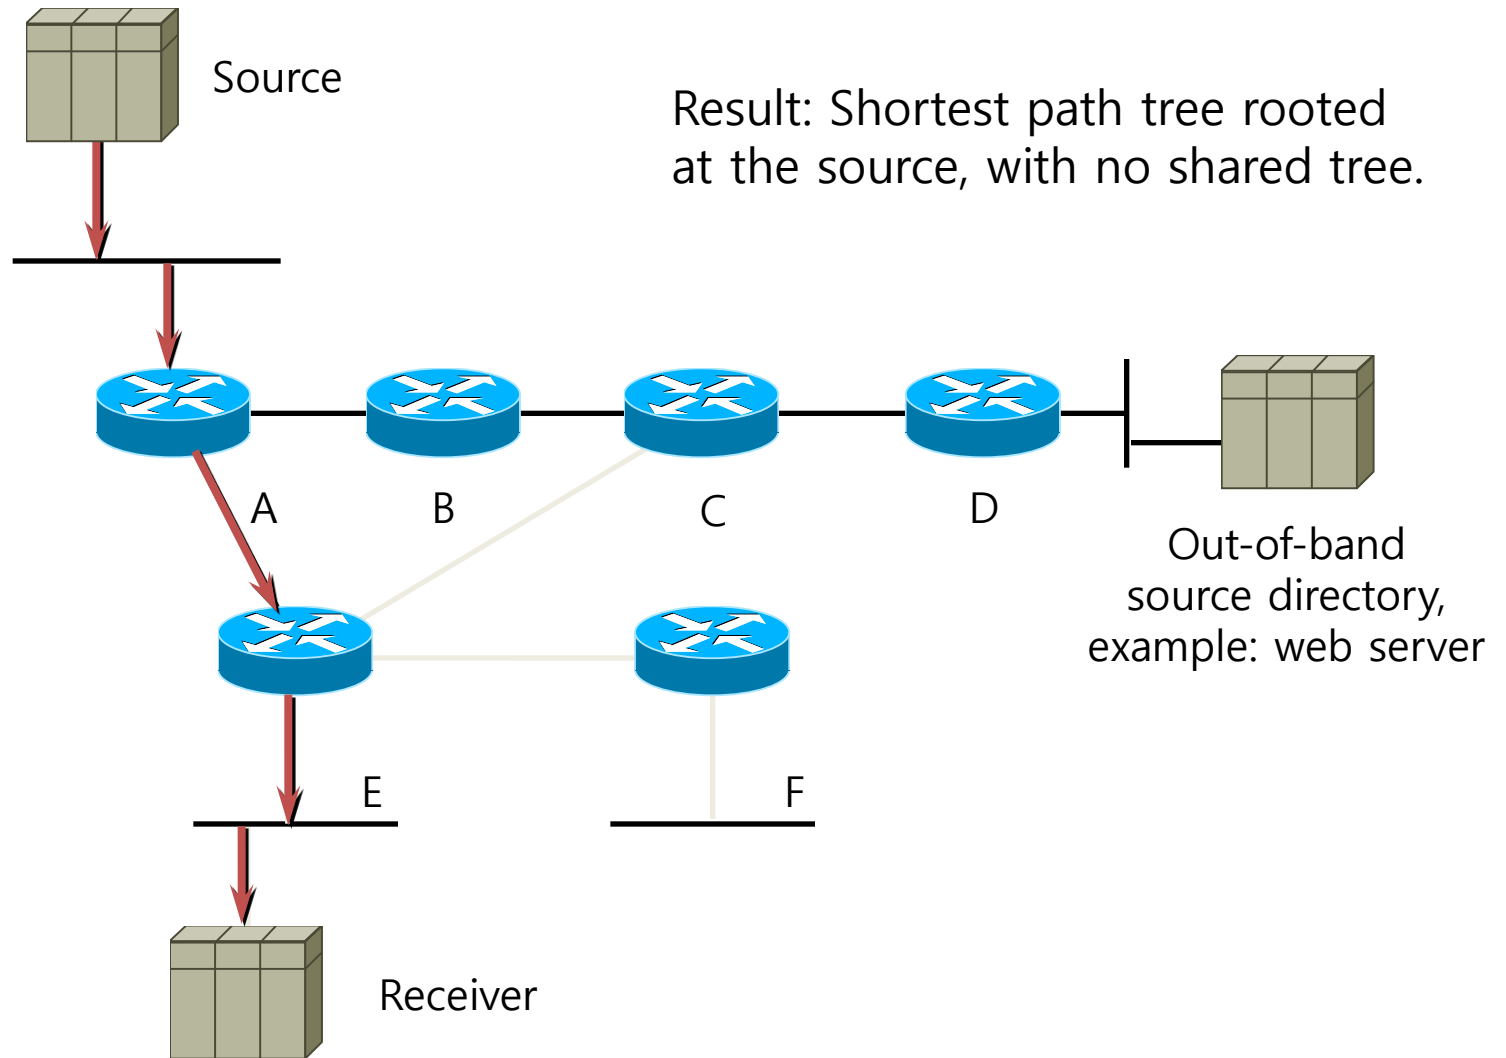 Source
Result: Shortest path tree rooted
at the source, with no shared tree.
A
B
C
D
Out-of-band
source directory,
example: web server
E
F
Receiver